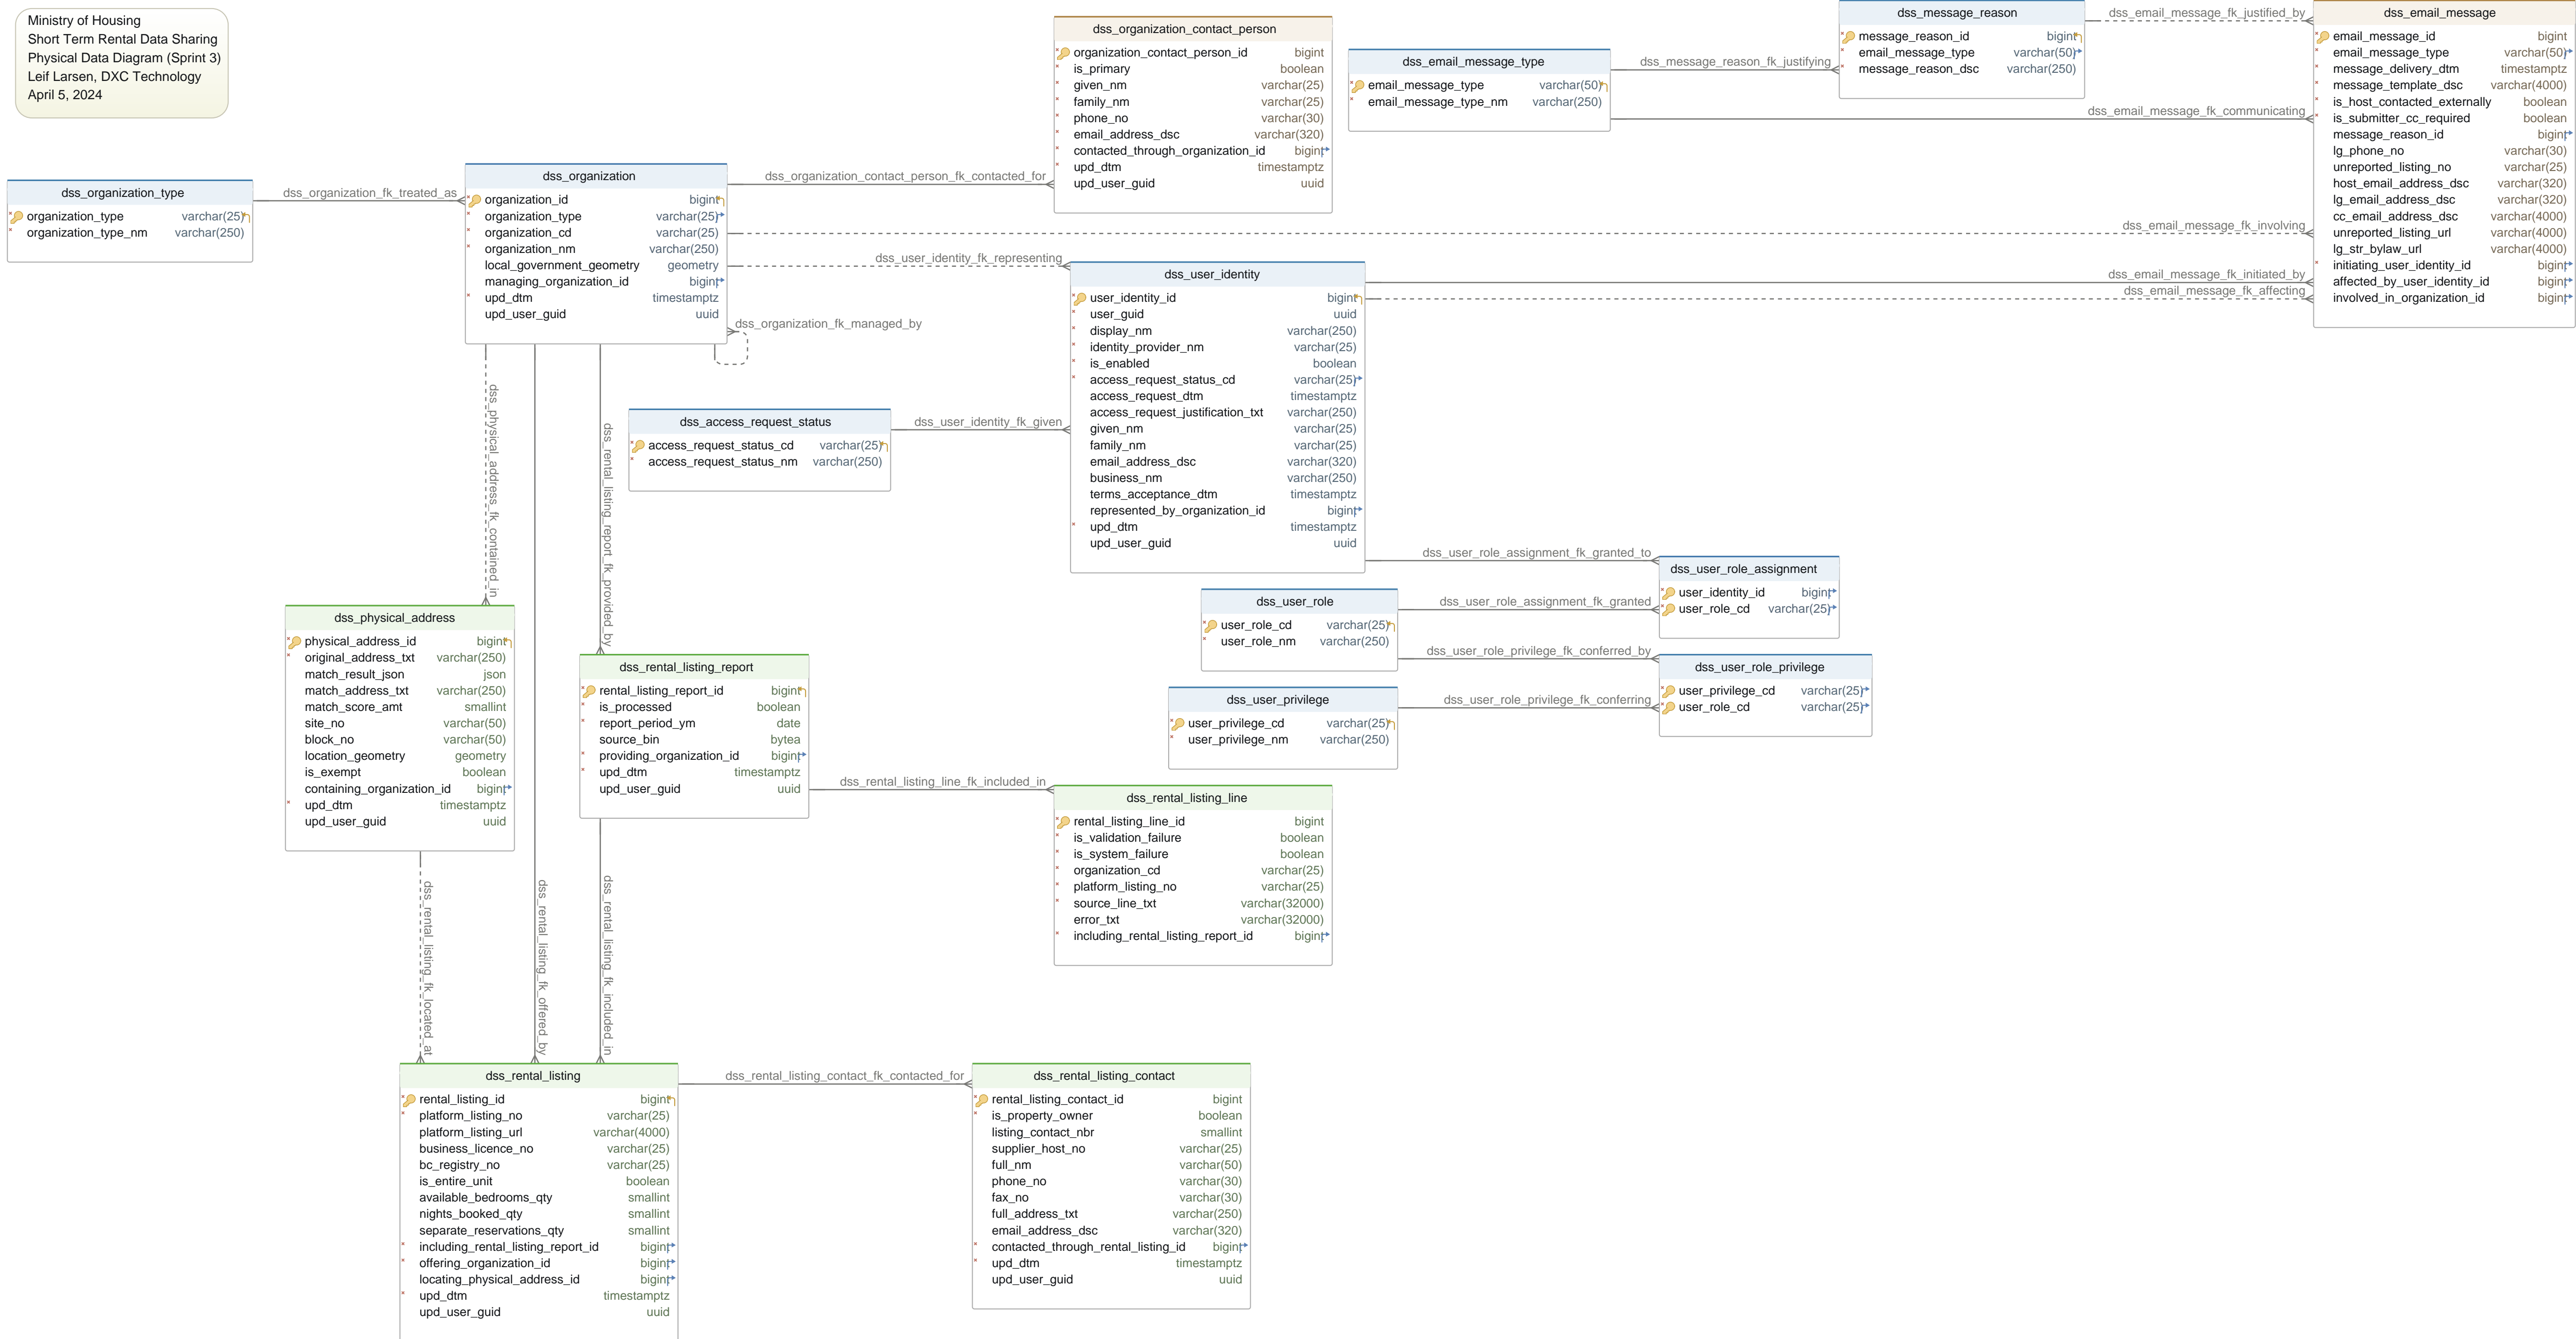 Ministry of Housing
Short Term Rental Data Sharing
Physical Data Diagram (Sprint 3)
Leif Larsen, DXC Technology
April 5, 2024
dss_organization_type
organization_type varchar(25)
organization_type_nm varchar(250)
dss_organization_fk_treated_as
dss_organization
organization_id bigint
organization_type varchar(25)
organization_cd varchar(25)
organization_nm varchar(250)
local_government_geometry geometry
managing_organization_id bigint
upd_dtm timestamptz
upd_user_guid uuid
dss_organization_fk_managed_by
dss_organization_contact_person_fk_contacted_for
dss_organization_contact_person
organization_contact_person_id bigint
is_primary boolean
given_nm varchar(25)
family_nm varchar(25)
phone_no varchar(30)
email_address_dsc varchar(320)
contacted_through_organization_id bigint
upd_dtm timestamptz
upd_user_guid uuid
dss_email_message_type
email_message_type varchar(50)
email_message_type_nm varchar(250)
dss_message_reason_fk_justifying
dss_message_reason
message_reason_id bigint
email_message_type varchar(50)
message_reason_dsc varchar(250)
dss_email_message_fk_justified_by
dss_email_message_fk_communicating
dss_email_message_fk_involving
dss_email_message_fk_initiated_by
dss_email_message_fk_affecting
dss_email_message
email_message_id bigint
email_message_type varchar(50)
message_delivery_dtm timestamptz
message_template_dsc varchar(4000)
is_host_contacted_externally boolean
is_submitter_cc_required boolean
message_reason_id bigint
lg_phone_no varchar(30)
unreported_listing_no varchar(25)
host_email_address_dsc varchar(320)
lg_email_address_dsc varchar(320)
cc_email_address_dsc varchar(4000)
unreported_listing_url varchar(4000)
lg_str_bylaw_url varchar(4000)
initiating_user_identity_id bigint
affected_by_user_identity_id bigint
involved_in_organization_id bigint
dss_user_identity_fk_representing
dss_user_identity
user_identity_id bigint
user_guid uuid
display_nm varchar(250)
identity_provider_nm varchar(25)
is_enabled boolean
access_request_status_cd varchar(25)
access_request_dtm timestamptz
access_request_justification_txt varchar(250)
given_nm varchar(25)
family_nm varchar(25)
email_address_dsc varchar(320)
business_nm varchar(250)
terms_acceptance_dtm timestamptz
represented_by_organization_id bigint
upd_dtm timestamptz
upd_user_guid uuid
dss_access_request_status
access_request_status_cd varchar(25)
access_request_status_nm varchar(250)
dss_user_identity_fk_given
dss_user_role_assignment_fk_granted_to
dss_user_role_assignment
user_identity_id bigint
user_role_cd varchar(25)
dss_user_role
user_role_cd varchar(25)
user_role_nm varchar(250)
dss_user_role_assignment_fk_granted
dss_user_role_privilege_fk_conferred_by
dss_user_role_privilege
user_privilege_cd varchar(25)
user_role_cd varchar(25)
dss_user_privilege
user_privilege_cd varchar(25)
user_privilege_nm varchar(250)
dss_user_role_privilege_fk_conferring
dss_physical_address_fk_contained_in
dss_rental_listing_report_fk_provided_by
dss_physical_address
physical_address_id bigint
original_address_txt varchar(250)
match_result_json json
match_address_txt varchar(250)
match_score_amt smallint
site_no varchar(50)
block_no varchar(50)
location_geometry geometry
is_exempt boolean
containing_organization_id bigint
upd_dtm timestamptz
upd_user_guid uuid
dss_rental_listing_report
rental_listing_report_id bigint
is_processed boolean
report_period_ym date
source_bin bytea
providing_organization_id bigint
upd_dtm timestamptz
upd_user_guid uuid
dss_rental_listing_line_fk_included_in
dss_rental_listing_line
rental_listing_line_id bigint
is_validation_failure boolean
is_system_failure boolean
organization_cd varchar(25)
platform_listing_no varchar(25)
source_line_txt varchar(32000)
error_txt varchar(32000)
including_rental_listing_report_id bigint
dss_rental_listing_fk_located_at
dss_rental_listing_fk_offered_by
dss_rental_listing_fk_included_in
dss_rental_listing
rental_listing_id bigint
platform_listing_no varchar(25)
platform_listing_url varchar(4000)
business_licence_no varchar(25)
bc_registry_no varchar(25)
is_entire_unit boolean
available_bedrooms_qty smallint
nights_booked_qty smallint
separate_reservations_qty smallint
including_rental_listing_report_id bigint
offering_organization_id bigint
locating_physical_address_id bigint
upd_dtm timestamptz
upd_user_guid uuid
dss_rental_listing_contact_fk_contacted_for
dss_rental_listing_contact
rental_listing_contact_id bigint
is_property_owner boolean
listing_contact_nbr smallint
supplier_host_no varchar(25)
full_nm varchar(50)
phone_no varchar(30)
fax_no varchar(30)
full_address_txt varchar(250)
email_address_dsc varchar(320)
contacted_through_rental_listing_id bigint
upd_dtm timestamptz
upd_user_guid uuid